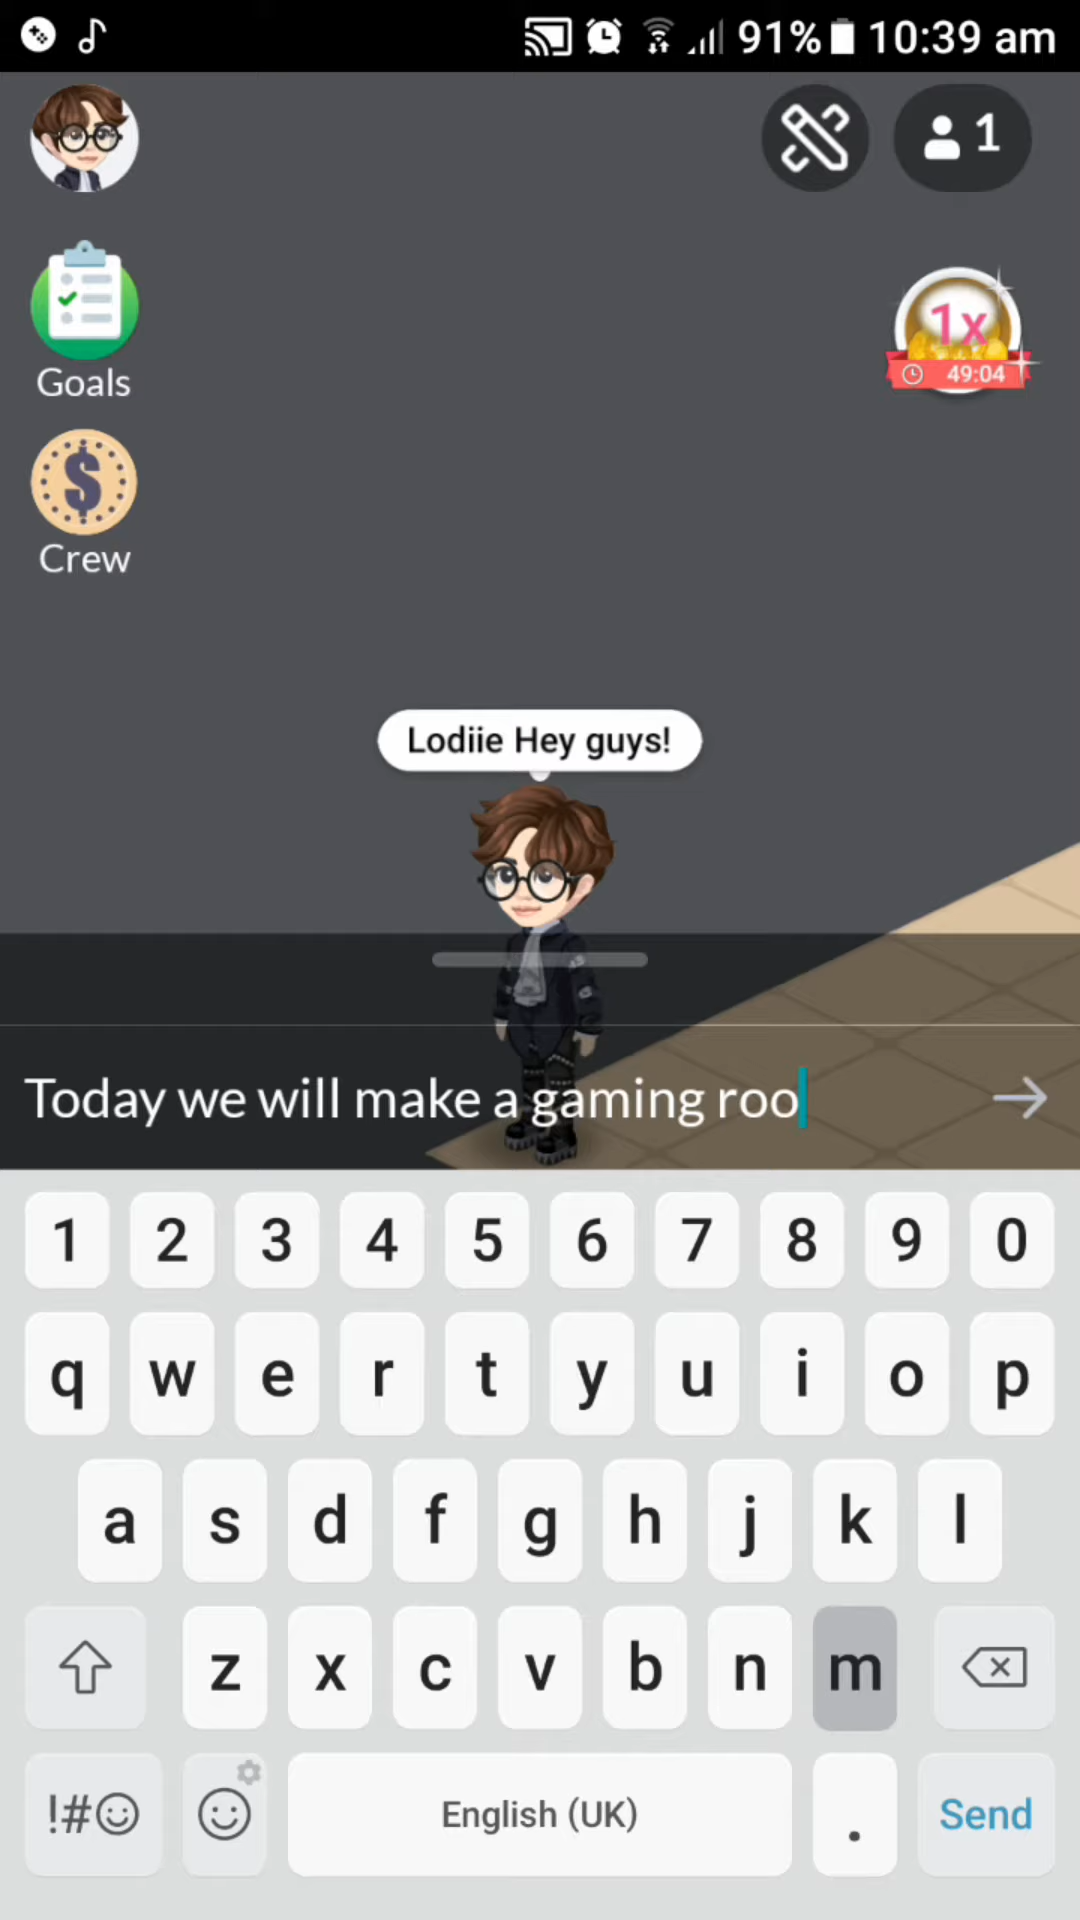 91% 10:39 am
1
1x
49:04
Goals
Crew
Lodiie Hey guys!
Today we will make a gaming roo
1 2 3 4 5 6 7 8 9 0
q w e r t y u i o p
a s d f g h j k l
z x c v b n m
!#☺ English (UK) . Send